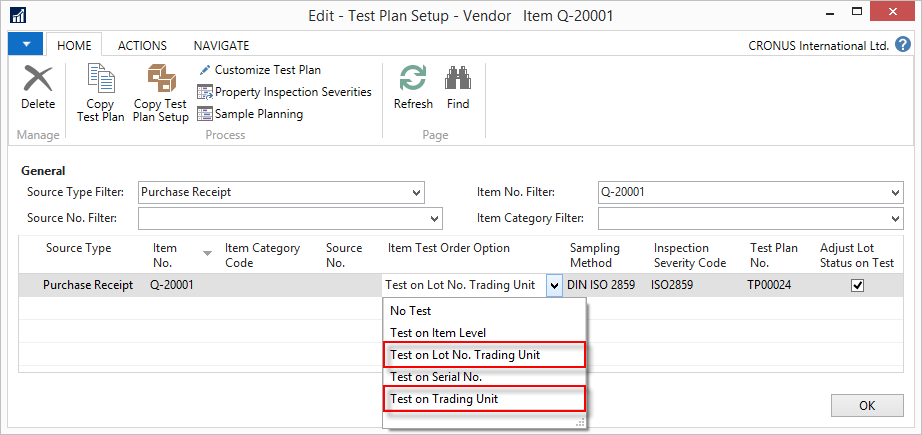 Edit - Test Plan Setup - Vendor Item Q-20001
HOME ACTIONS NAVIGATE CRONUS International Ltd. ?
Delete
Copy Test Plan
Copy Test Plan Setup
Customize Test Plan
Property Inspection Severities
Sample Planning
Refresh
Find
Manage Process Page
General
Source Type Filter: Purchase Receipt Item No. Filter: Q-20001
Source No. Filter: Item Category Filter:
Source Type Item No. Item Category Code Source No. Item Test Order Option Sampling Method Inspection Severity Code Test Plan No. Adjust Lot Status on Test
Purchase Receipt Q-20001 Test on Lot No. Trading Unit DIN ISO 2859 ISO2859 TP00024
No Test
Test on Item Level
Test on Lot No. Trading Unit
Test on Serial No.
Test on Trading Unit
OK